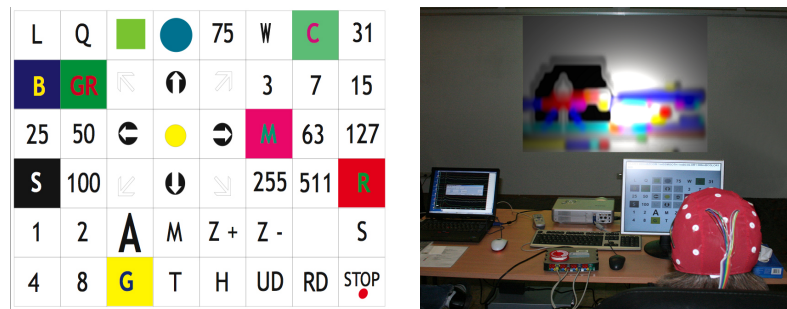 L Q 75 W C 31
B GR 3 7 15
25 50 M 63 127
S 100 255 511 R
1 2 A M Z + Z - S
4 8 G T H UD RD STOP